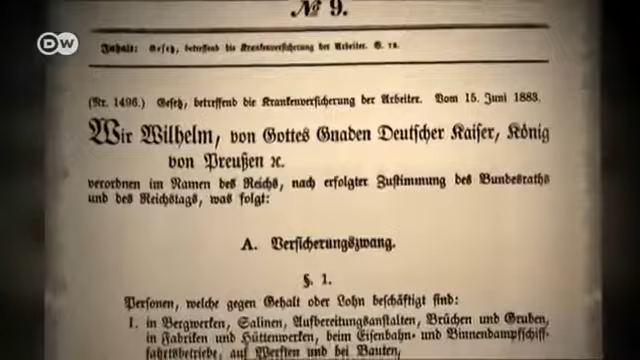 DW
№ 9.
Inhalt: Gesetz, betreffend die Krankenversicherung der Arbeiter. S. 73.
(Nr. 1496.) Gesetz, betreffend die Krankenversicherung der Arbeiter. Vom 15. Juni 1883.
Wir Wilhelm, von Gottes Gnaden Deutscher Kaiser, König
von Preußen ꝛc.
verordnen im Namen des Reichs, nach erfolgter Zustimmung des Bundesraths
und des Reichstags, was folgt:
A. Versicherungszwang.
§. 1.
Personen, welche gegen Gehalt oder Lohn beschäftigt sind:
1. in Bergwerken, Salinen, Aufbereitungsanstalten, Brüchen und Gruben,
in Fabriken und Hüttenwerken, beim Eisenbahn- und Binnendampfschiff-
fahrtsbetriebe, auf Werften und bei Bauten,